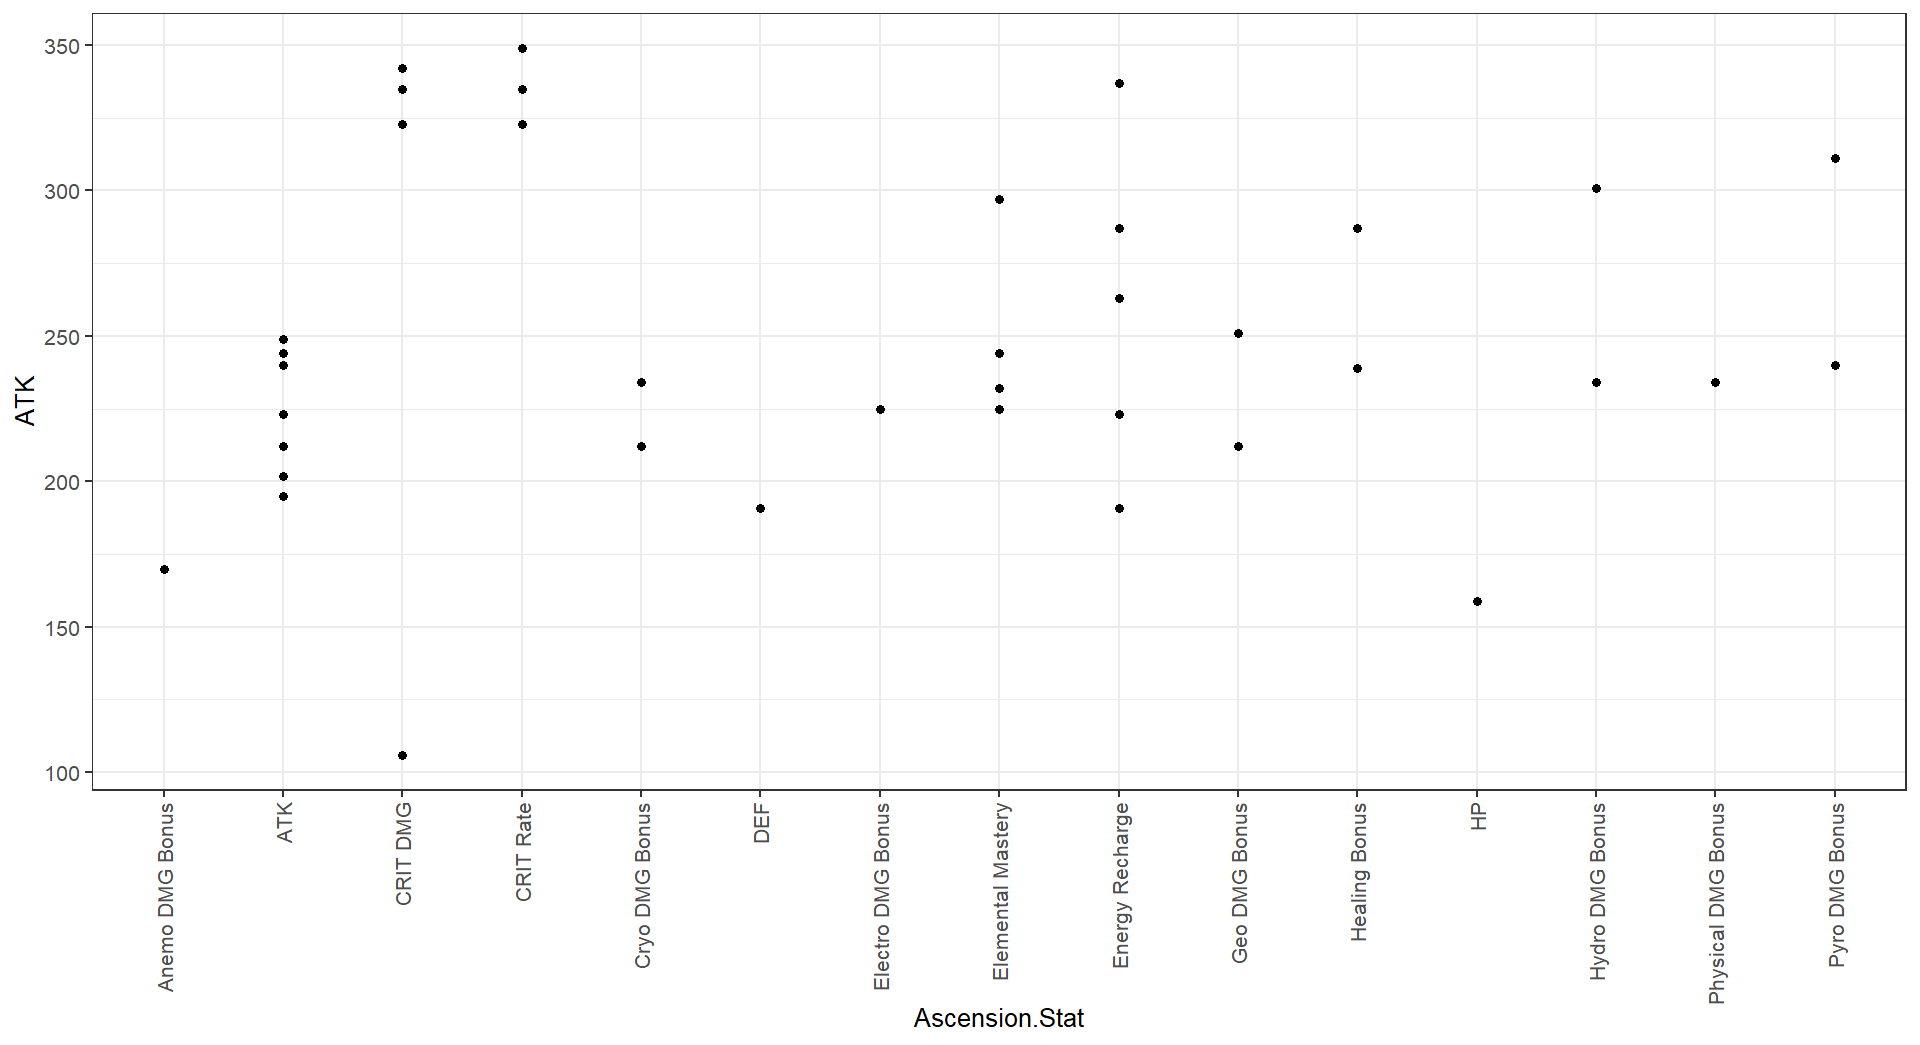 350
300
250
200
150
100
ATK
Anemo DMG Bonus
ATK
CRIT DMG
CRIT Rate
Cryo DMG Bonus
DEF
Electro DMG Bonus
Elemental Mastery
Energy Recharge
Geo DMG Bonus
Healing Bonus
HP
Hydro DMG Bonus
Physical DMG Bonus
Pyro DMG Bonus
Ascension.Stat